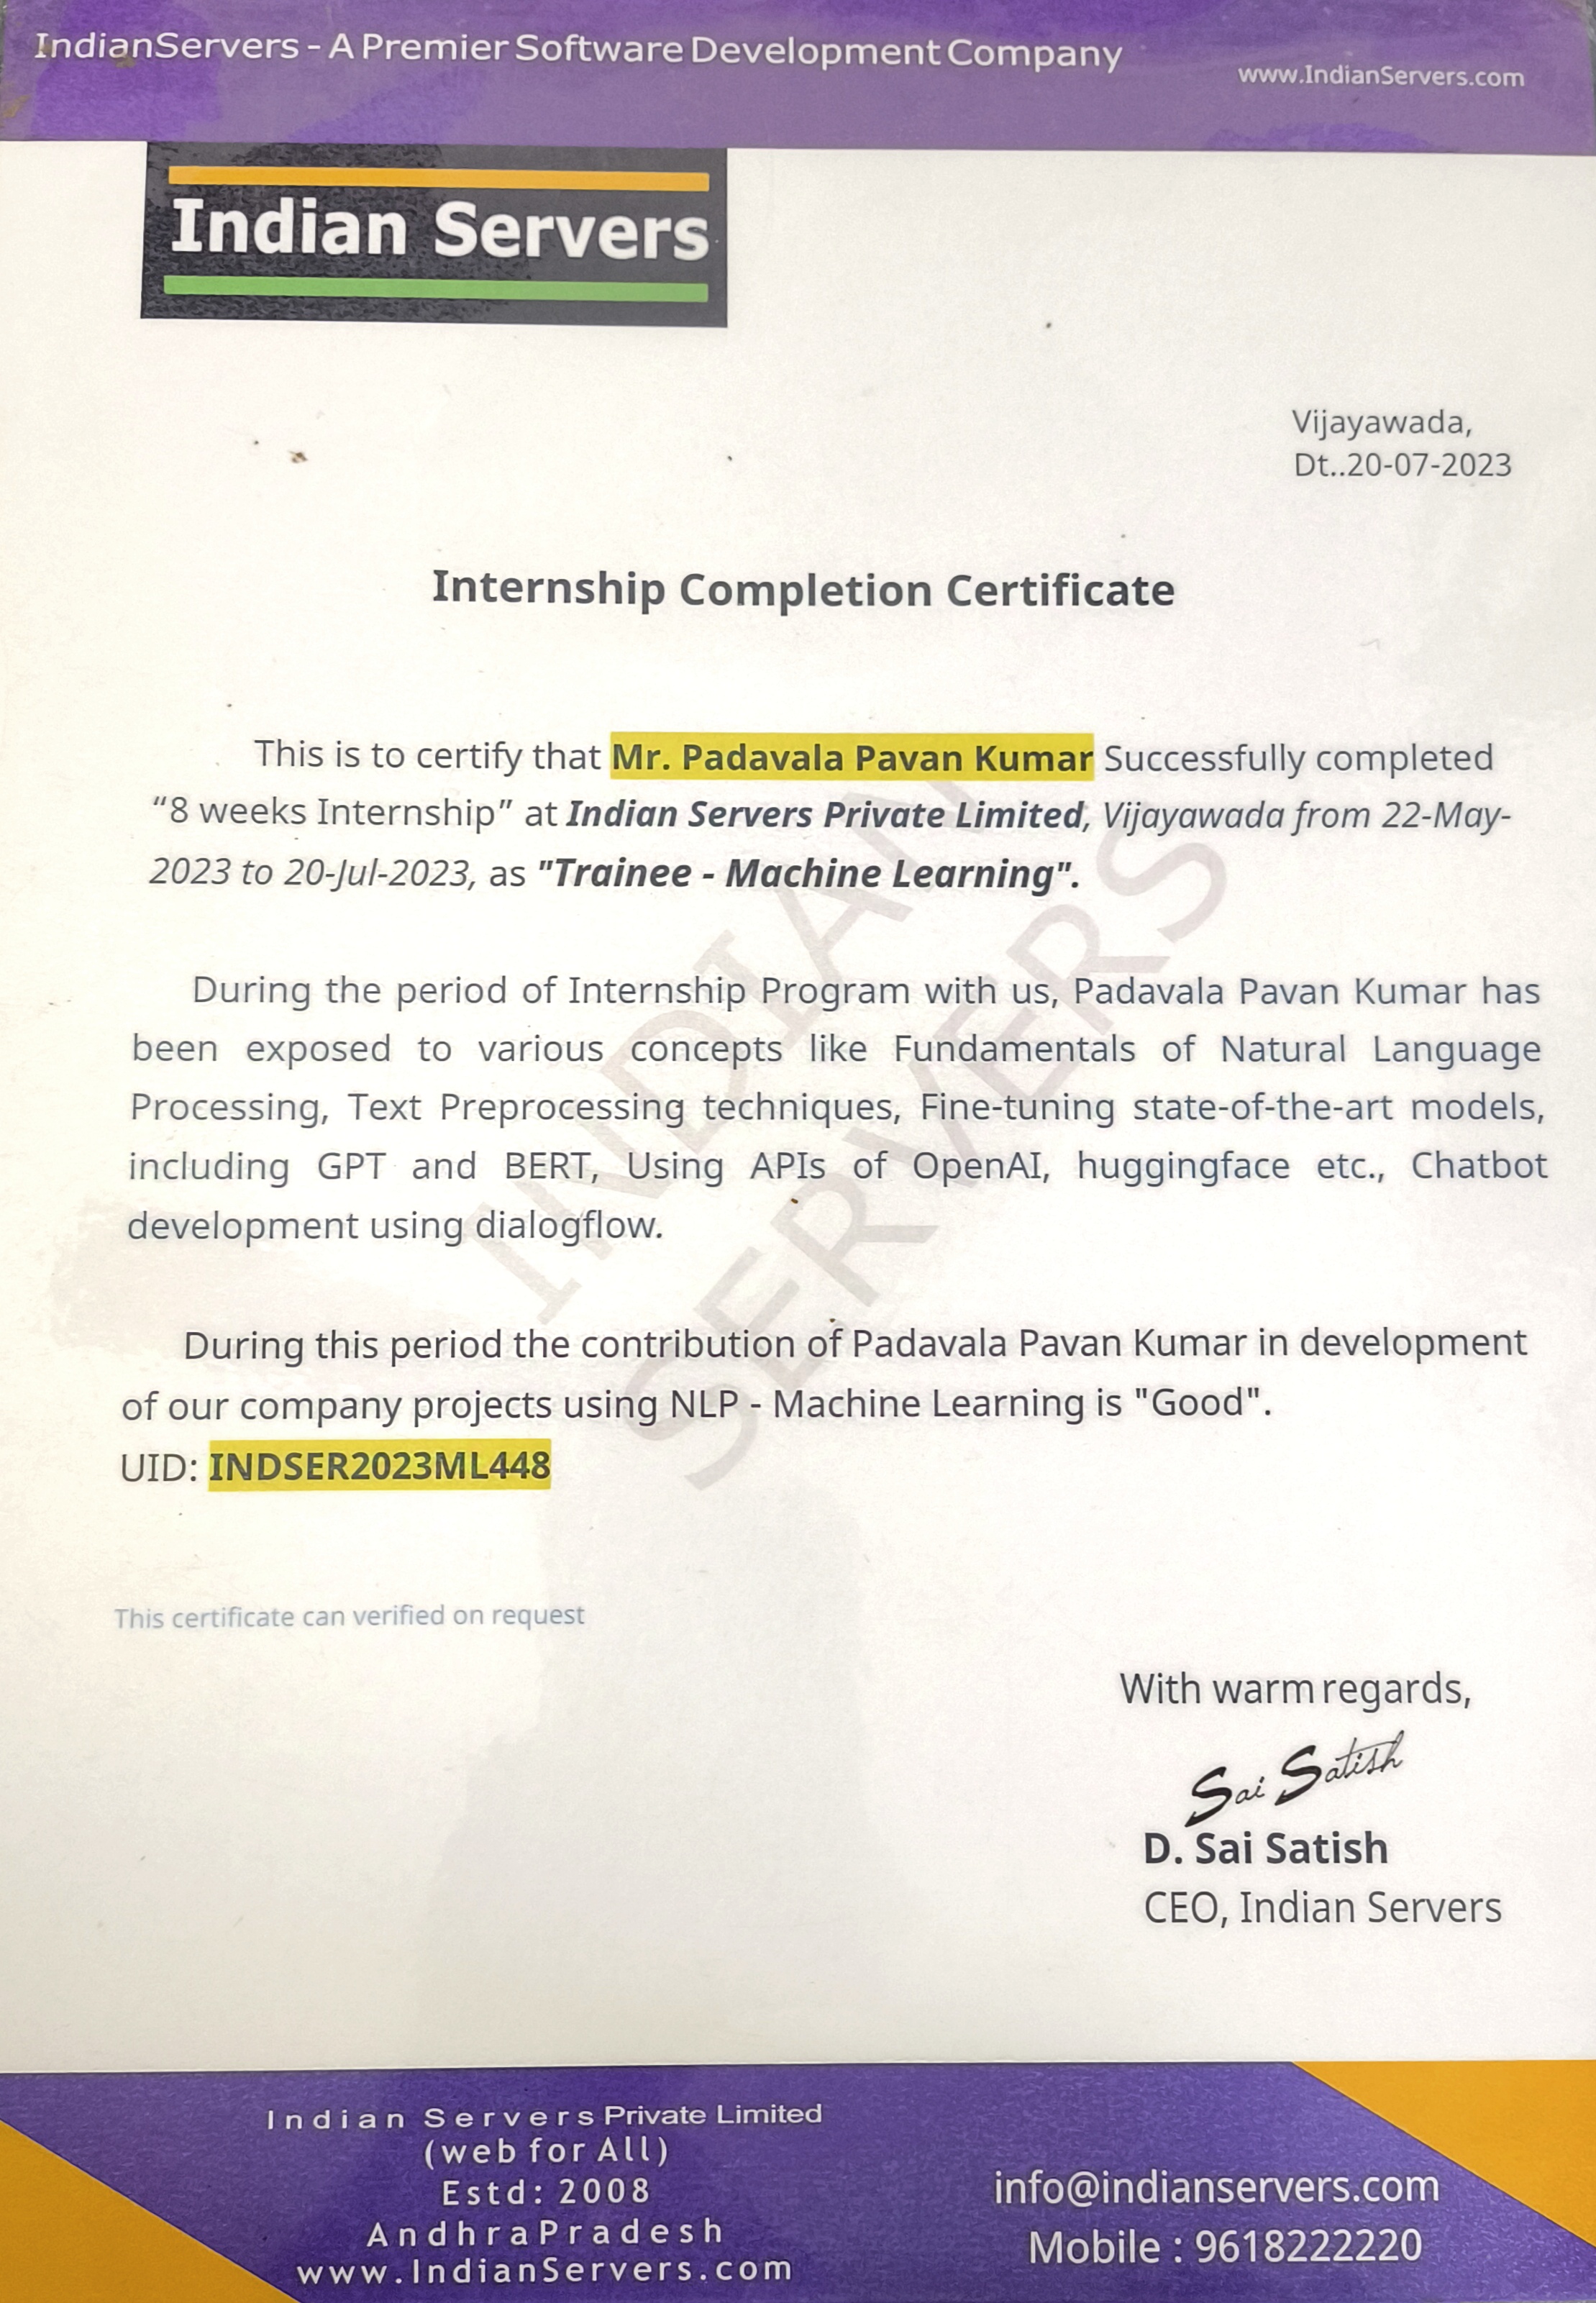 IndianServers - A Premier Software Development Company
www.IndianServers.com
Indian Servers
Vijayawada,
Dt..20-07-2023
Internship Completion Certificate
This is to certify that Mr. Padavala Pavan Kumar Successfully completed
“8 weeks Internship” at Indian Servers Private Limited, Vijayawada from 22-May-
2023 to 20-Jul-2023, as "Trainee - Machine Learning".
During the period of Internship Program with us, Padavala Pavan Kumar has
been exposed to various concepts like Fundamentals of Natural Language
Processing, Text Preprocessing techniques, Fine-tuning state-of-the-art models,
including GPT and BERT, Using APIs of OpenAI, huggingface etc., Chatbot
development using dialogflow.
During this period the contribution of Padavala Pavan Kumar in development
of our company projects using NLP - Machine Learning is "Good".
UID: INDSER2023ML448
INDIAN
SERVERS
This certificate can verified on request
With warm regards,
Sai Satish
D. Sai Satish
CEO, Indian Servers
Indian Servers Private Limited
(web for All)
Estd: 2008
AndhraPradesh
www.IndianServers.com
info@indianservers.com
Mobile : 9618222220